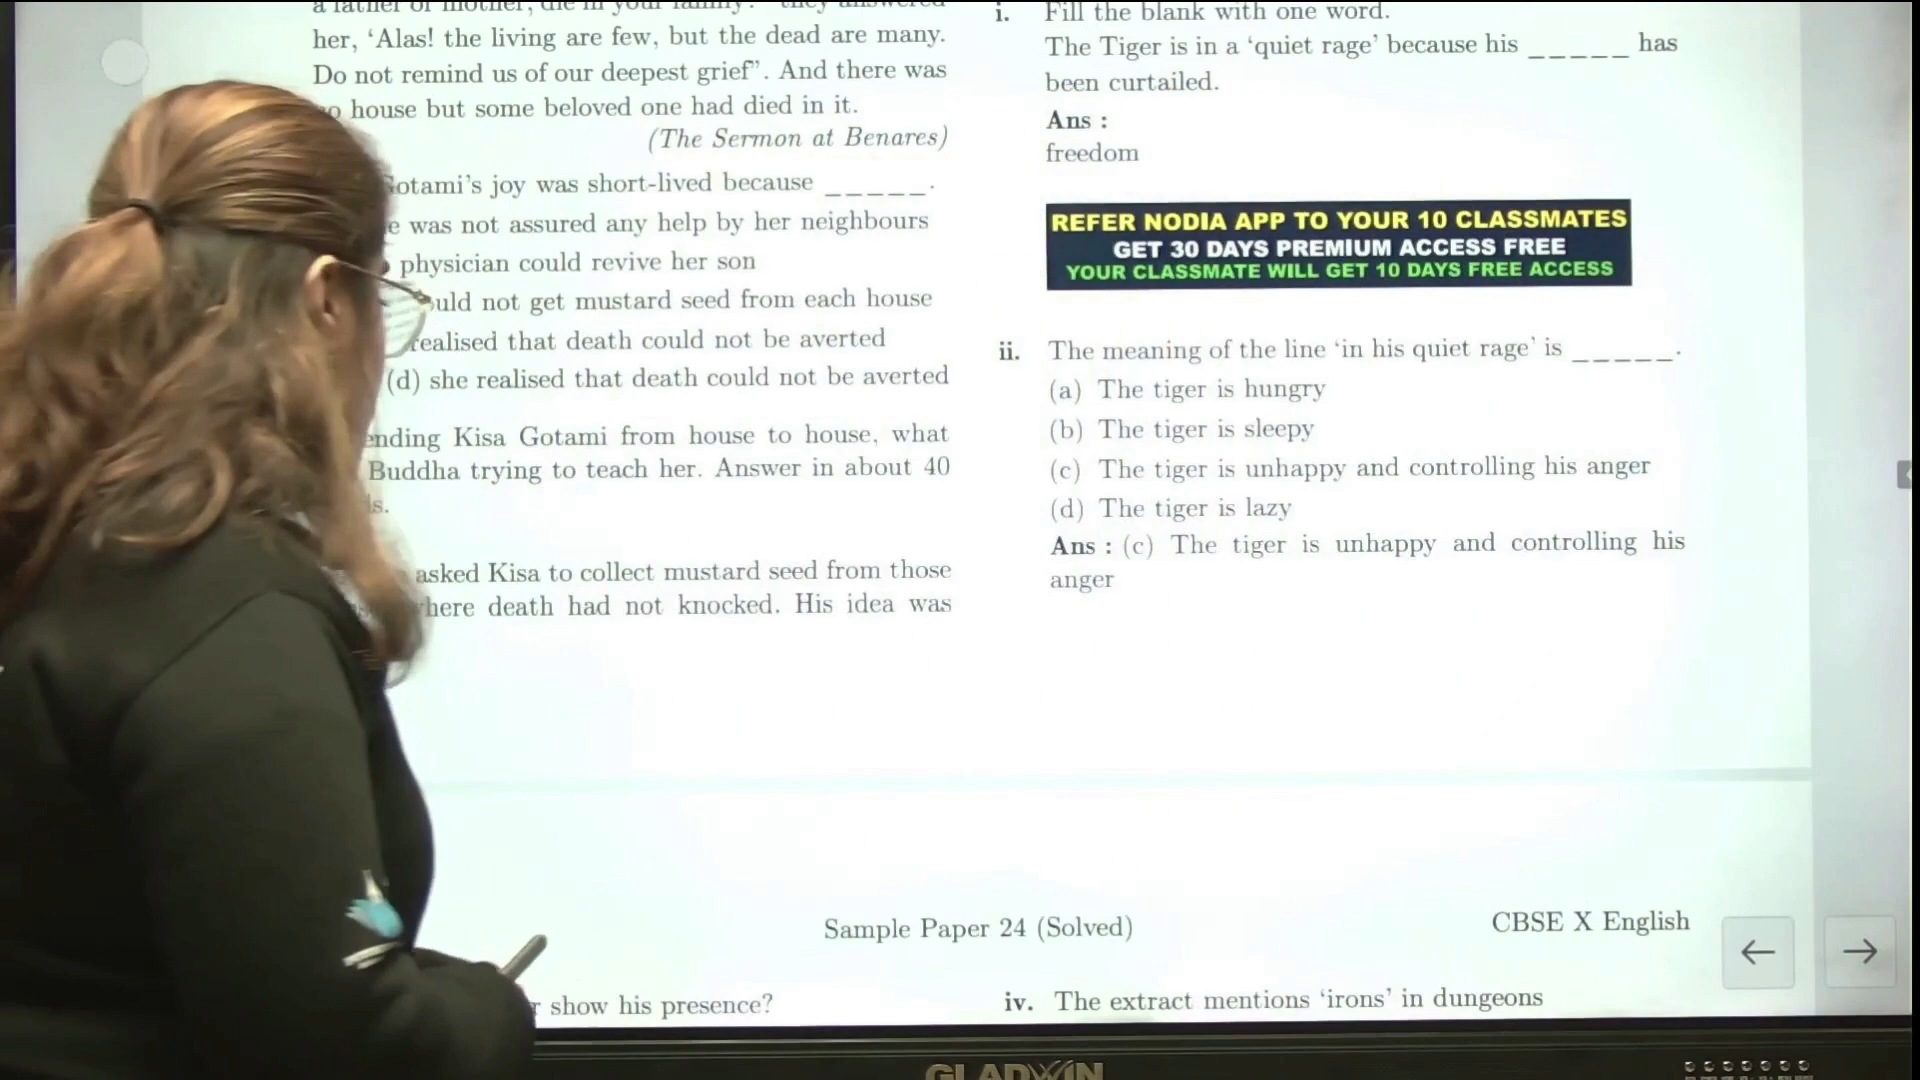 her, ‘Alas! the living are few, but the dead are many.
Do not remind us of our deepest grief”. And there was
house but some beloved one had died in it.
(The Sermon at Benares)
joy was short-lived because _____.
was not assured any help by her neighbours
physician could revive her son
not get mustard seed from each house
realised that death could not be averted
(d) she realised that death could not be averted
Kisa Gotami from house to house, what
Buddha trying to teach her. Answer in about 40
asked Kisa to collect mustard seed from those
death had not knocked. His idea was
show his presence?
i. Fill the blank with one word.
The Tiger is in a ‘quiet rage’ because his _____ has
been curtailed.
Ans :
freedom
REFER NODIA APP TO YOUR 10 CLASSMATES
GET 30 DAYS PREMIUM ACCESS FREE
YOUR CLASSMATE WILL GET 10 DAYS FREE ACCESS
ii. The meaning of the line ‘in his quiet rage’ is _____.
(a) The tiger is hungry
(b) The tiger is sleepy
(c) The tiger is unhappy and controlling his anger
(d) The tiger is lazy
Ans : (c) The tiger is unhappy and controlling his
anger
Sample Paper 24 (Solved)
CBSE X English
iv. The extract mentions ‘irons’ in dungeons
GLADWIN